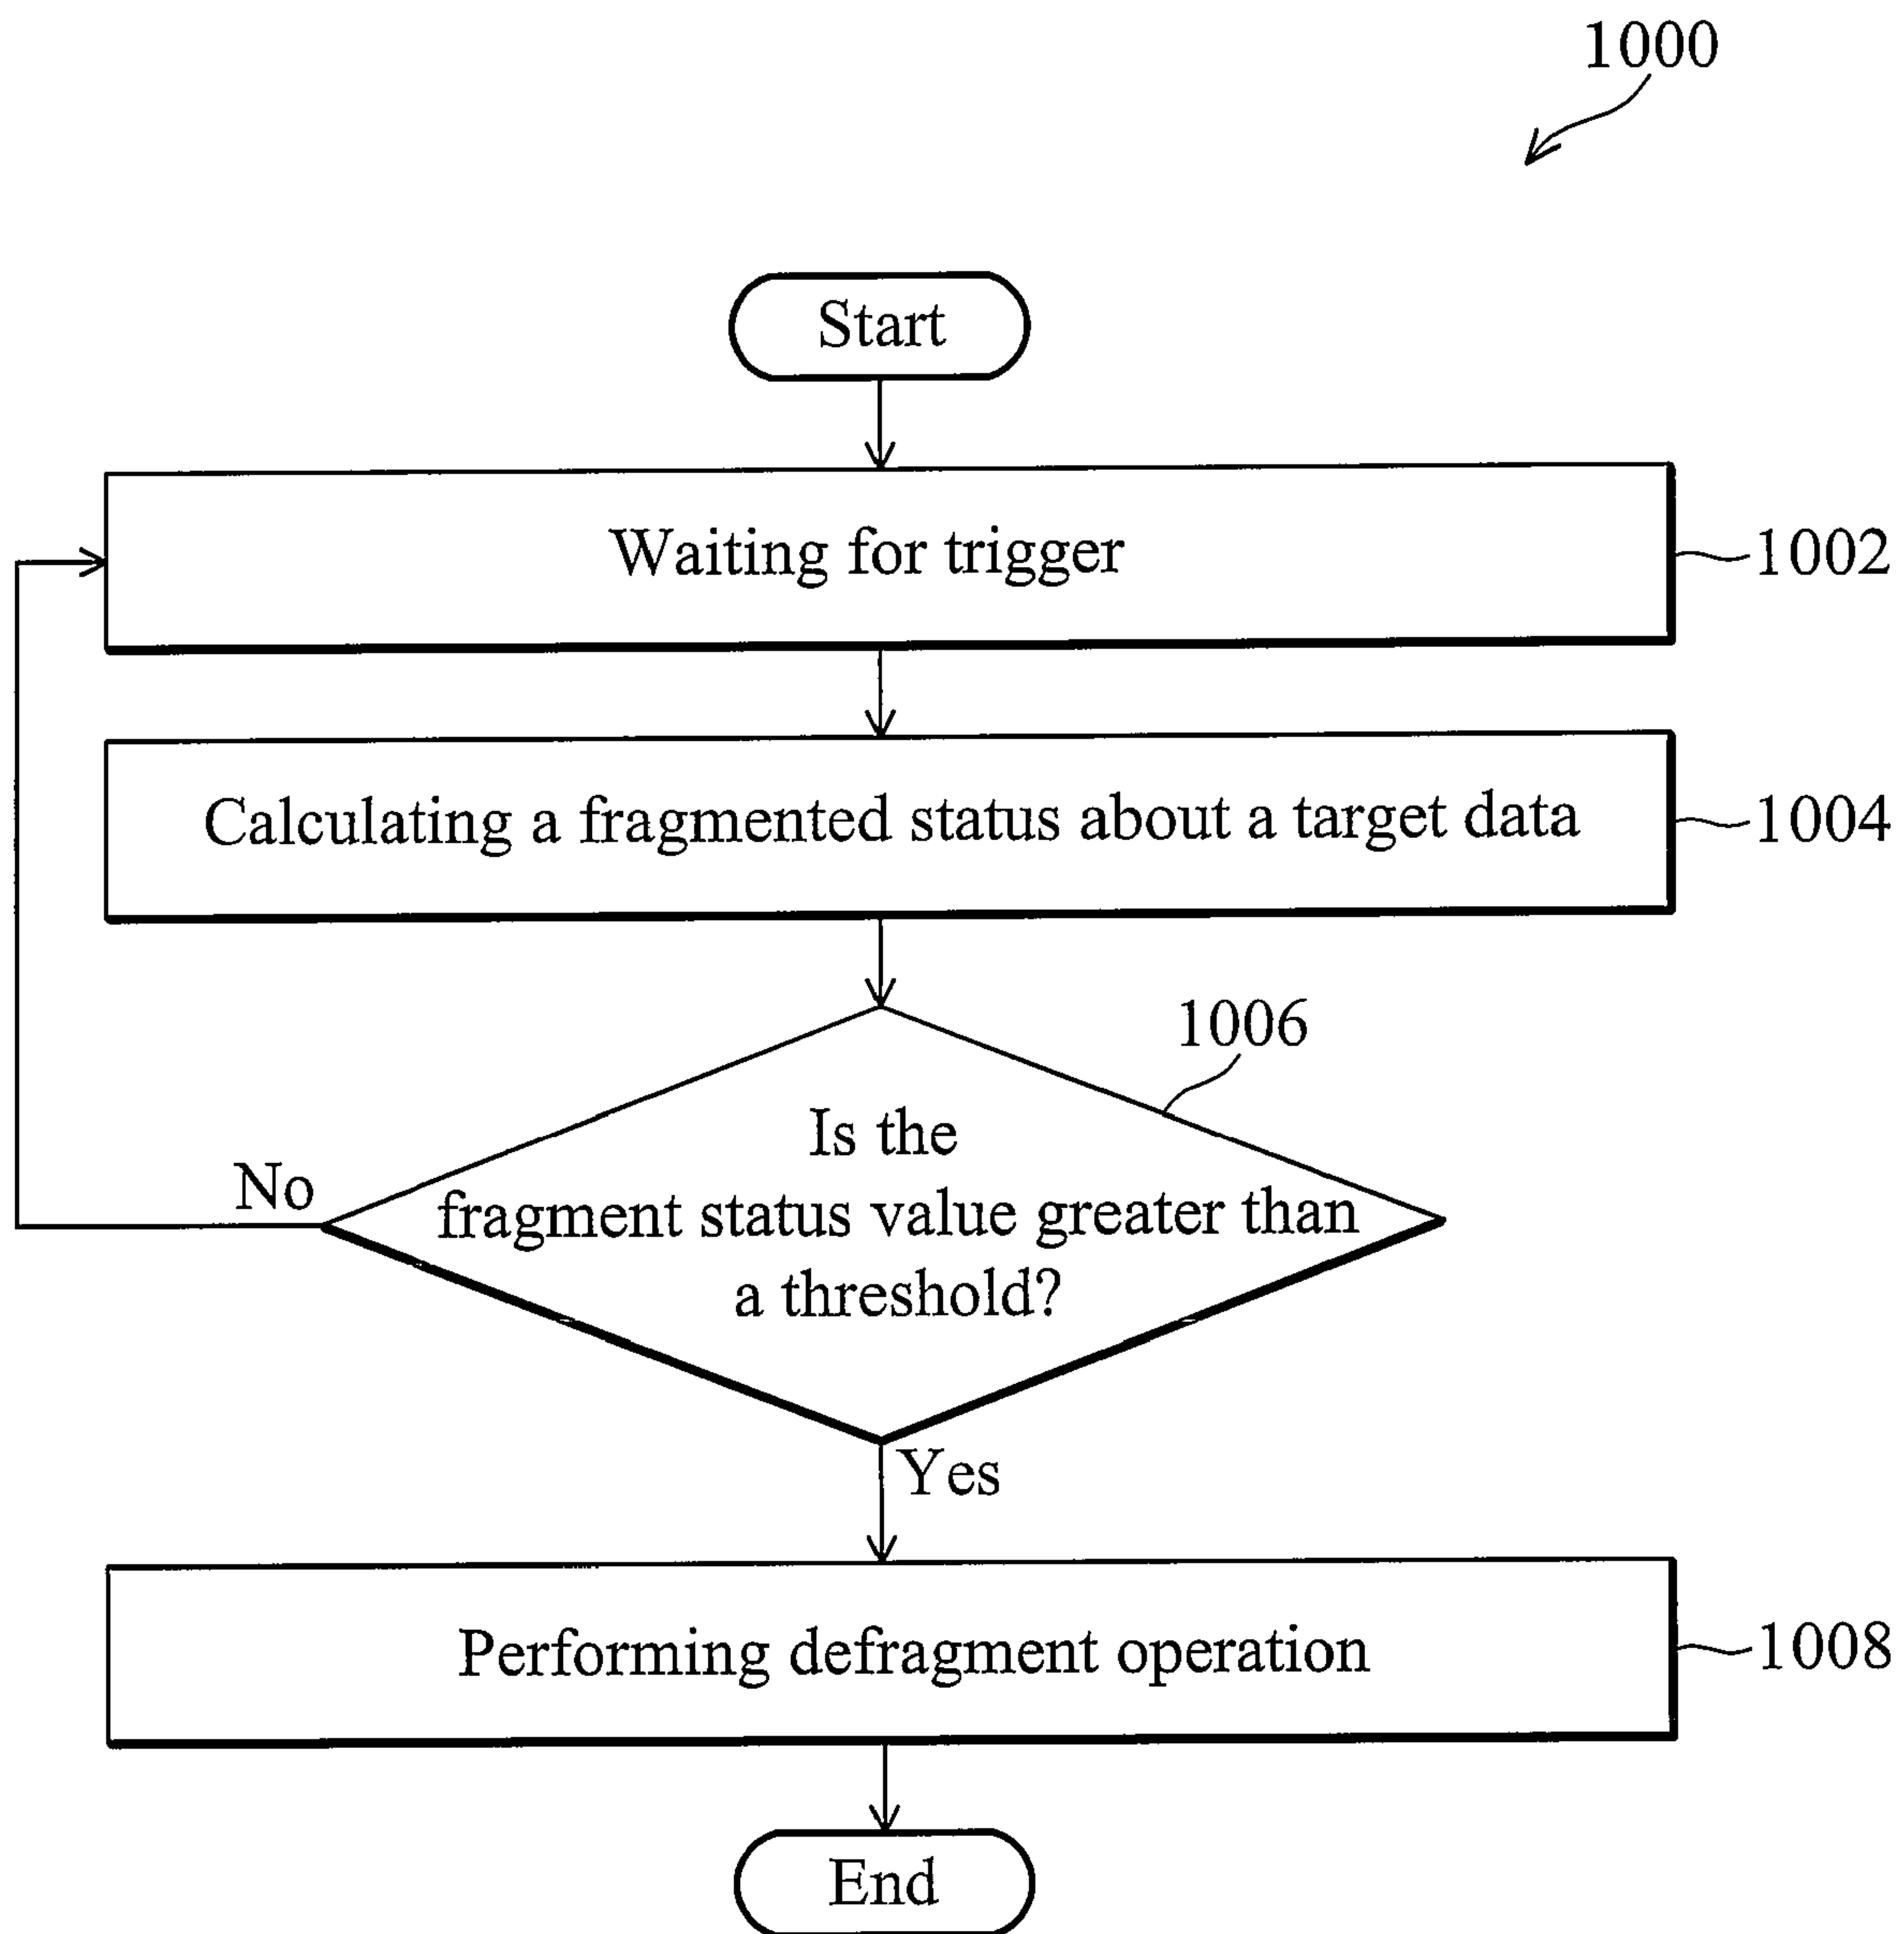 1000
Start
Waiting for trigger
1002
Calculating a fragmented status about a target data
1004
1006
Is the
fragment status value greater than
a threshold?
No
Yes
Performing defragment operation
1008
End